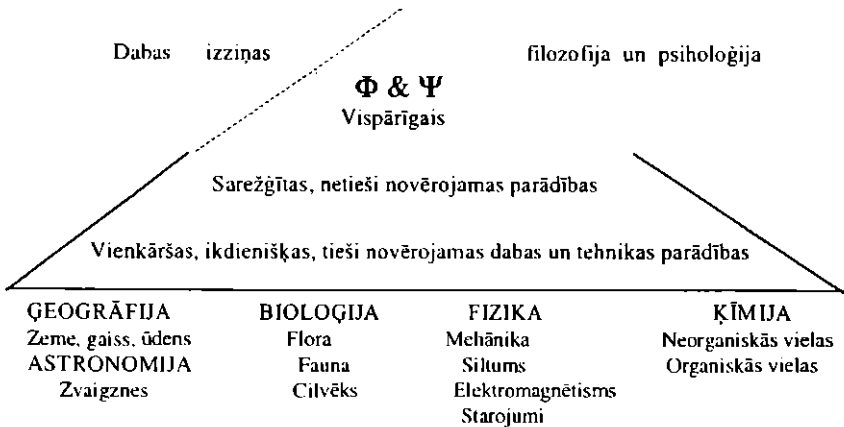 Dabas izziņas filozofija un psiholoģija
Φ & Ψ
Vispārīgais
Sarežģītas, netieši novērojamas parādības
Vienkāršas, ikdienišķas, tieši novērojamas dabas un tehnikas parādības
ĢEOGRĀFIJA BIOLOĢIJA FIZIKA ĶĪMIJA
Zeme, gaiss, ūdens Flora Mehānika Neorganiskās vielas
ASTRONOMIJA Fauna Siltums Organiskās vielas
Zvaigznes Cilvēks Elektromagnētisms
Starojumi